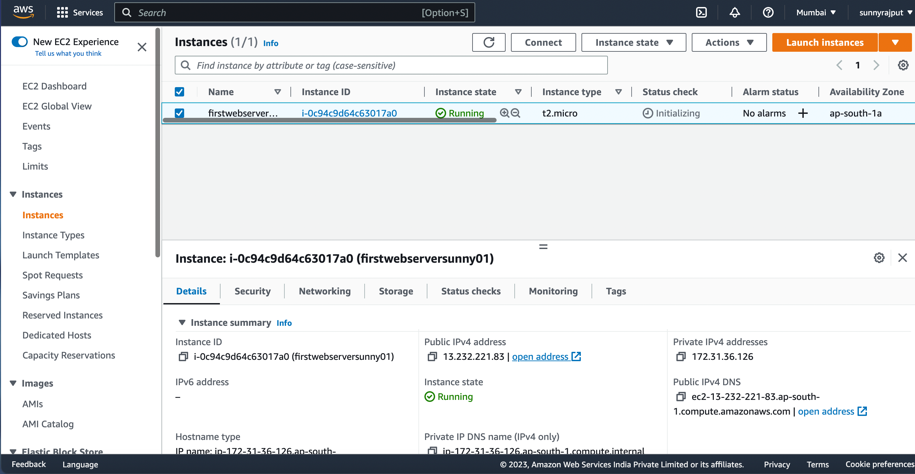 aws Services Search [Option+S] Mumbai sunnyrajput
New EC2 Experience
Tell us what you think
EC2 Dashboard
EC2 Global View
Events
Tags
Limits
Instances
Instances
Instance Types
Launch Templates
Spot Requests
Savings Plans
Reserved Instances
Dedicated Hosts
Capacity Reservations
Images
AMIs
AMI Catalog
Elastic Block Store
Instances (1/1) Info
Connect Instance state Actions Launch instances
Find instance by attribute or tag (case-sensitive) 1
Name Instance ID Instance state Instance type Status check Alarm status Availability Zone
firstwebserver... i-0c94c9d64c63017a0 Running t2.micro Initializing No alarms + ap-south-1a
Instance: i-0c94c9d64c63017a0 (firstwebserversunny01)
Details Security Networking Storage Status checks Monitoring Tags
Instance summary Info
Instance ID
i-0c94c9d64c63017a0 (firstwebserversunny01)
Public IPv4 address
13.232.221.83 | open address
Private IPv4 addresses
172.31.36.126
IPv6 address
–
Instance state
Running
Public IPv4 DNS
ec2-13-232-221-83.ap-south-
1.compute.amazonaws.com | open address
Hostname type
IP name: ip-172-31-36-126.ap-south-
Private IP DNS name (IPv4 only)
ip-172-31-36-126.ap-south-1.compute.internal
Feedback Language © 2023, Amazon Web Services India Private Limited or its affiliates. Privacy Terms Cookie preferences